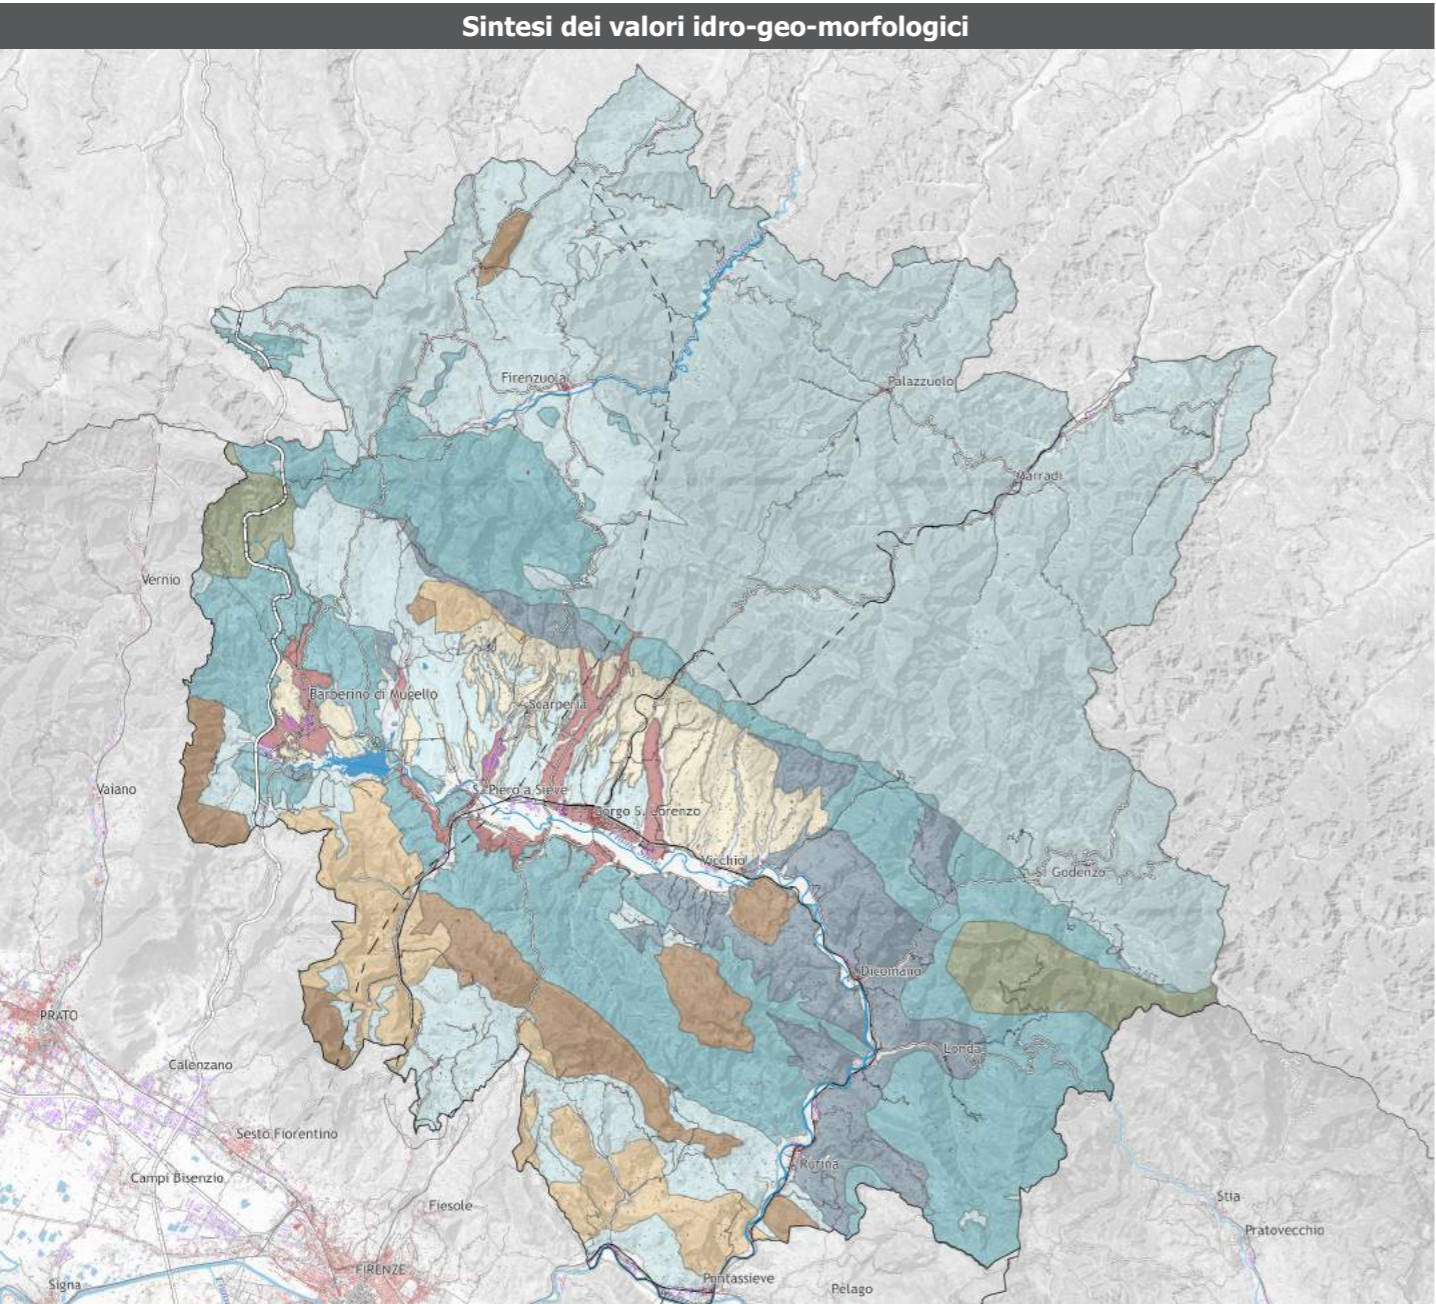 Sintesi dei valori idro-geo-morfologici
Firenzuola
Palazzuolo
Marradi
Vernio
Barberino di Mugello
Scarperia
Vaiano
S. Piero a Sieve
Borgo S. Lorenzo
Vicchio
S. Godenzo
Dicomano
PRATO
Londa
Calenzano
Sesto Fiorentino
Rufina
Campi Bisenzio
Fiesole
Stia
Pratovecchio
FIRENZE
Signa
Pontassieve
Pelago